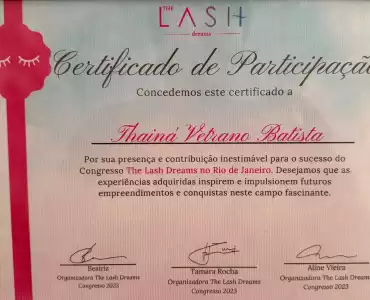 THE
LASH
dreams
Certificado de Participação
Concedemos este certificado a
Thainá Vetrano Batista
Por sua presença e contribuição inestimável para o sucesso do
Congresso The Lash Dreams no Rio de Janeiro. Desejamos que as
experiências adquiridas inspirem e impulsionem futuros
empreendimentos e conquistas neste campo fascinante.
Beatriz Tamara Rocha Aline Vieira
Organizadora The Lash Dreams Organizadora The Lash Dreams Organizadora The Lash Dreams
Congresso 2023 Congresso 2023 Congresso 2023